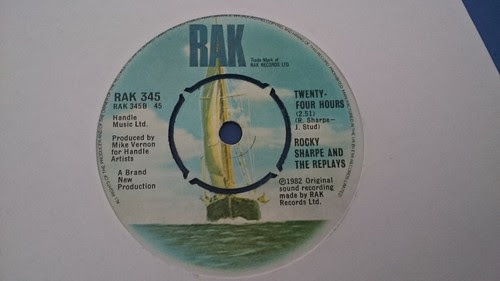 RAK
Trade Mark of
RAK RECORDS LTD
RAK 345
RAK 345B 45
Handle
Music Ltd.
Produced by
Mike Vernon
for Handle
Artists
A Brand
New
Production
TWENTY-
FOUR HOURS
(2.51)
(R. Sharpe-
J. Stud)
ROCKY
SHARPE AND
THE REPLAYS
©1982 Original
sound recording
made by RAK
Records Ltd.